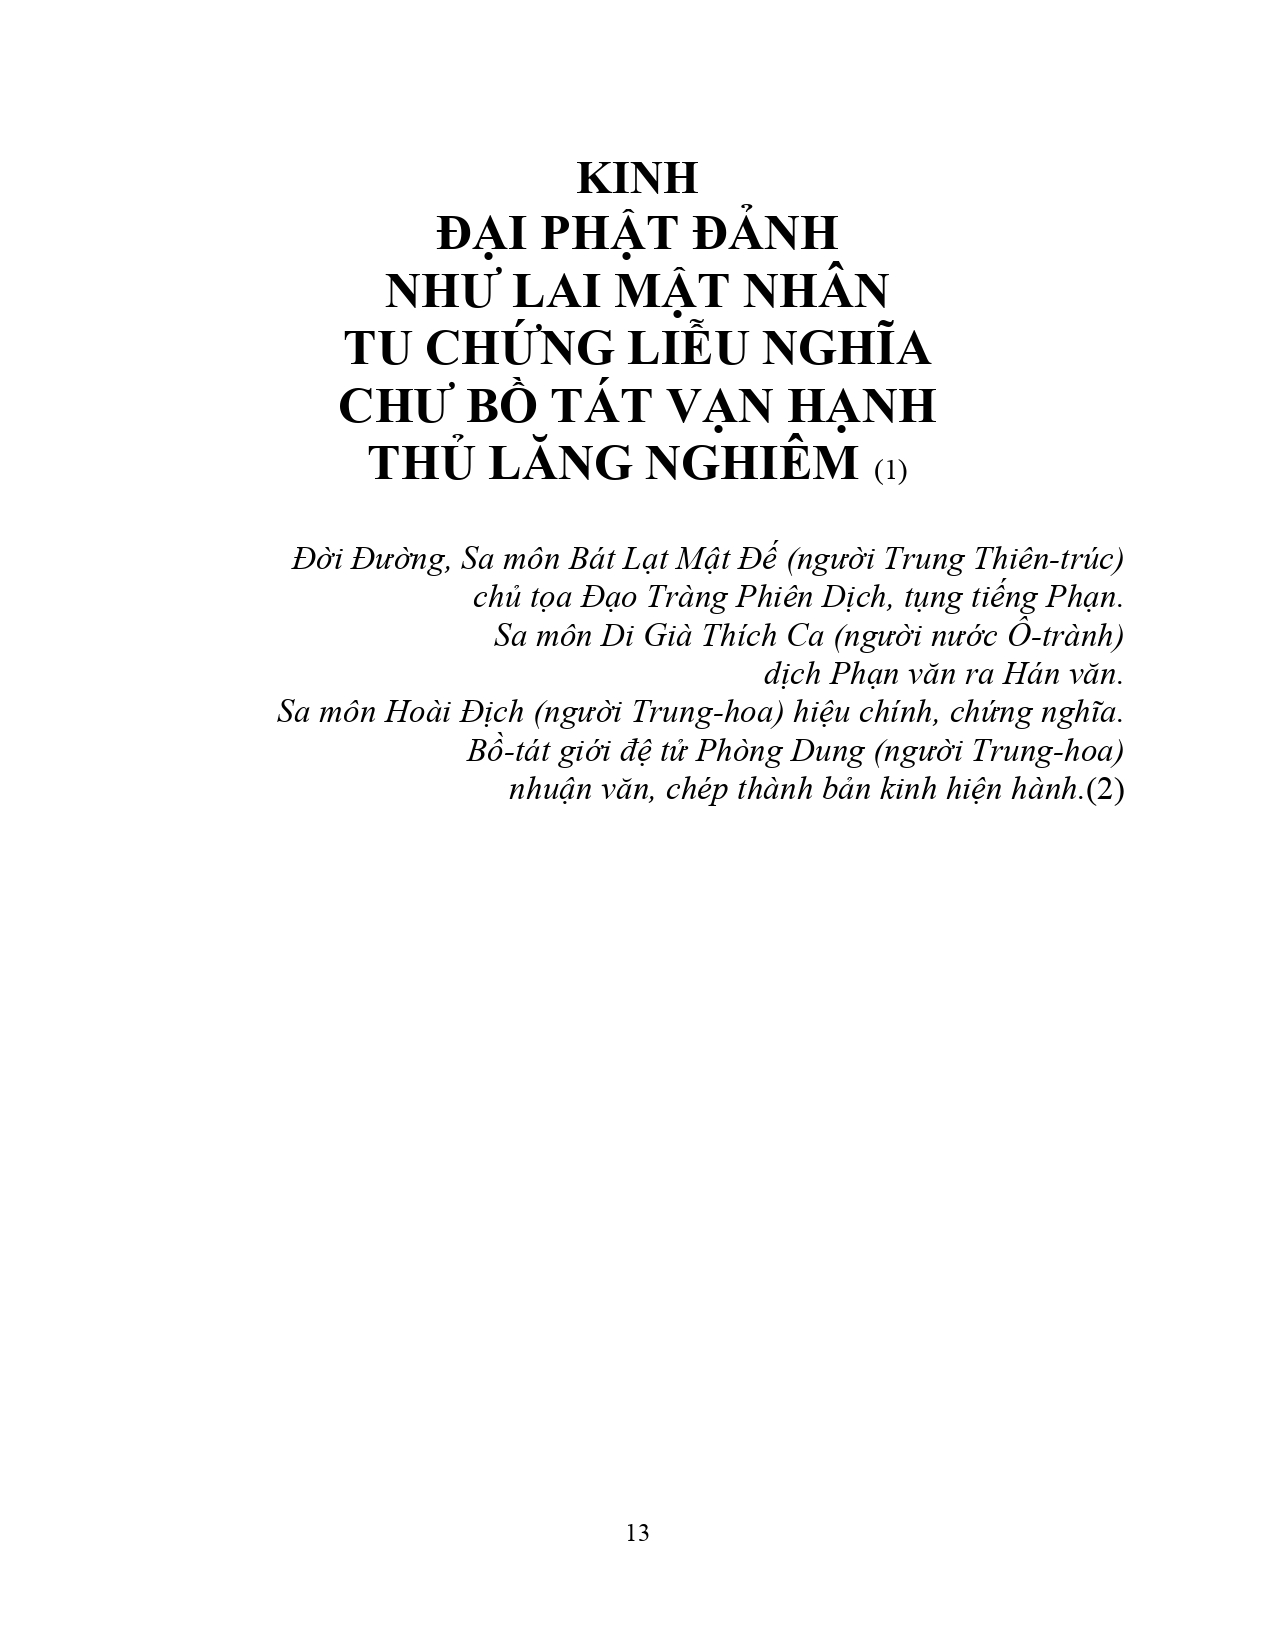 KINH
ĐẠI PHẬT ĐẢNH
NHƯ LAI MẬT NHÂN
TU CHỨNG LIỄU NGHĨA
CHƯ BỒ TÁT VẠN HẠNH
THỦ LĂNG NGHIÊM (1)
Đời Đường, Sa môn Bát Lạt Mật Đế (người Trung Thiên-trúc)
chủ tọa Đạo Tràng Phiên Dịch, tụng tiếng Phạn.
Sa môn Di Già Thích Ca (người nước Ô-trành)
dịch Phạn văn ra Hán văn.
Sa môn Hoài Địch (người Trung-hoa) hiệu chính, chứng nghĩa.
Bồ-tát giới đệ tử Phòng Dung (người Trung-hoa)
nhuận văn, chép thành bản kinh hiện hành.(2)
13